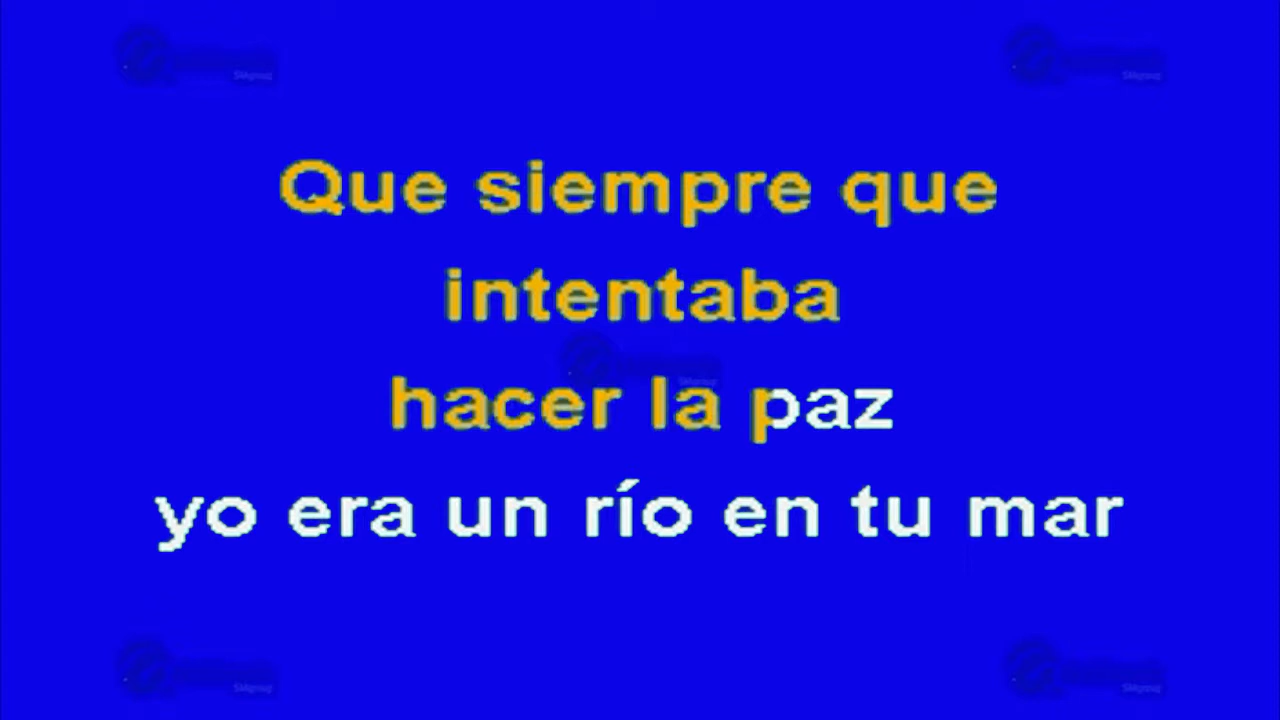 Que siempre que
intentaba
hacer la paz
yo era un río en tu mar